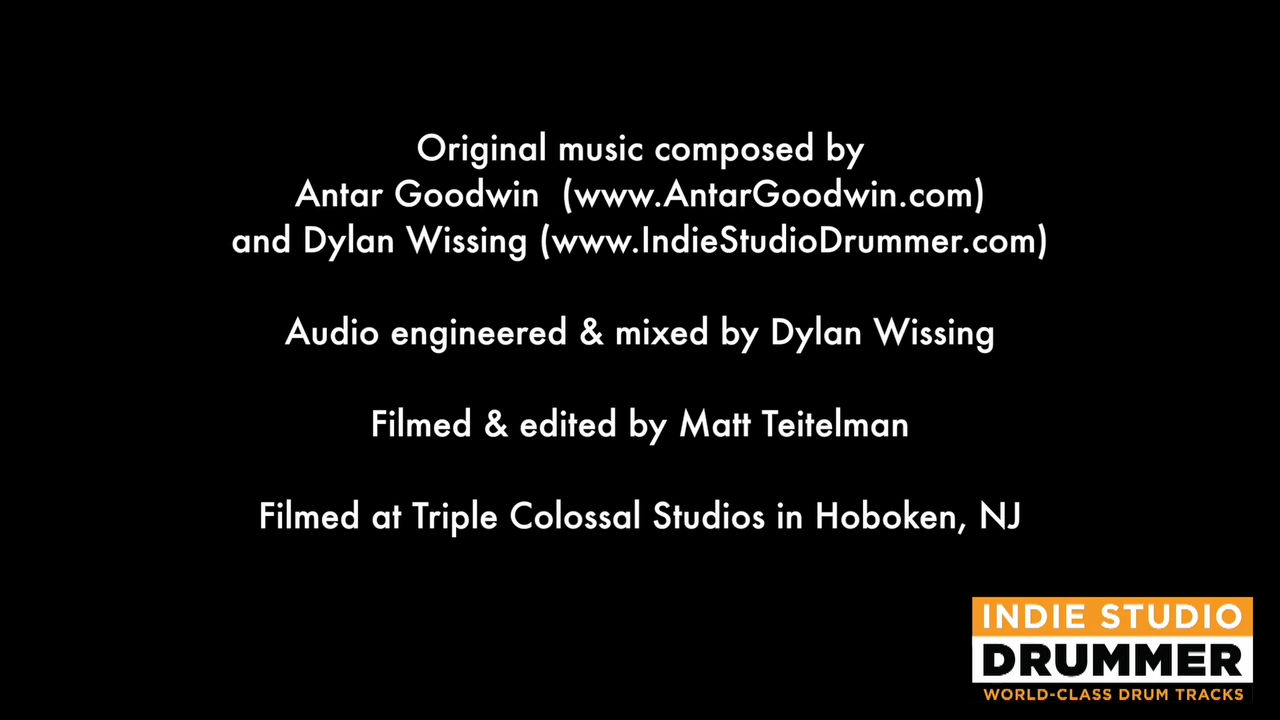 Original music composed by
Antar Goodwin  (www.AntarGoodwin.com)
and Dylan Wissing (www.IndieStudioDrummer.com)
Audio engineered & mixed by Dylan Wissing
Filmed & edited by Matt Teitelman
Filmed at Triple Colossal Studios in Hoboken, NJ
INDIE STUDIO
DRUMMER
WORLD-CLASS DRUM TRACKS